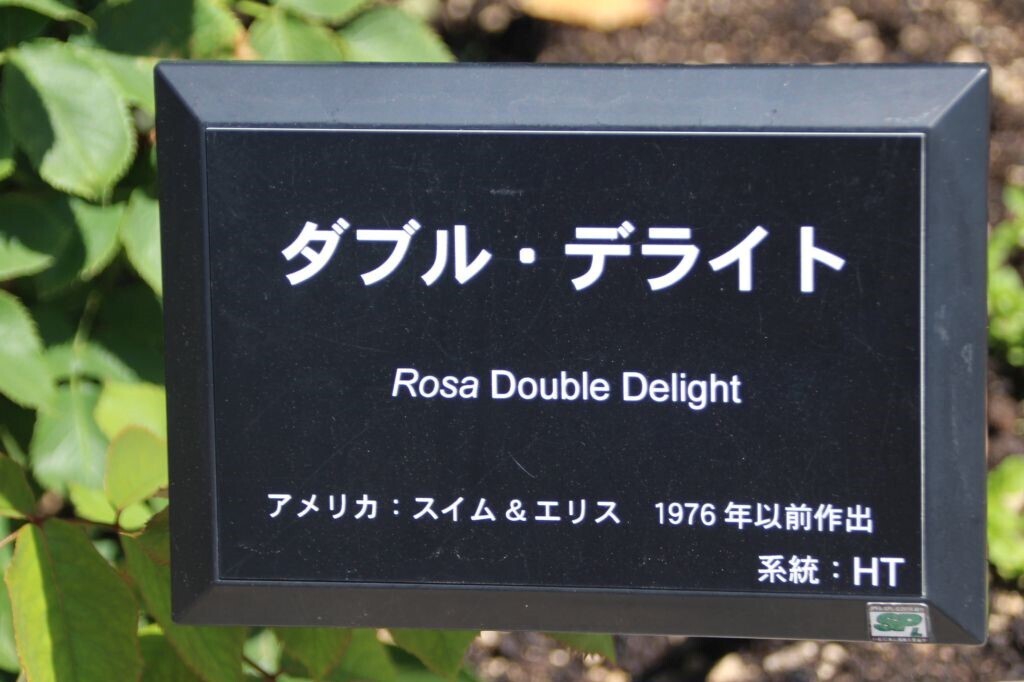 ダブル・デライト
Rosa Double Delight
アメリカ：スイム＆エリス　1976年以前作出
系統：HT